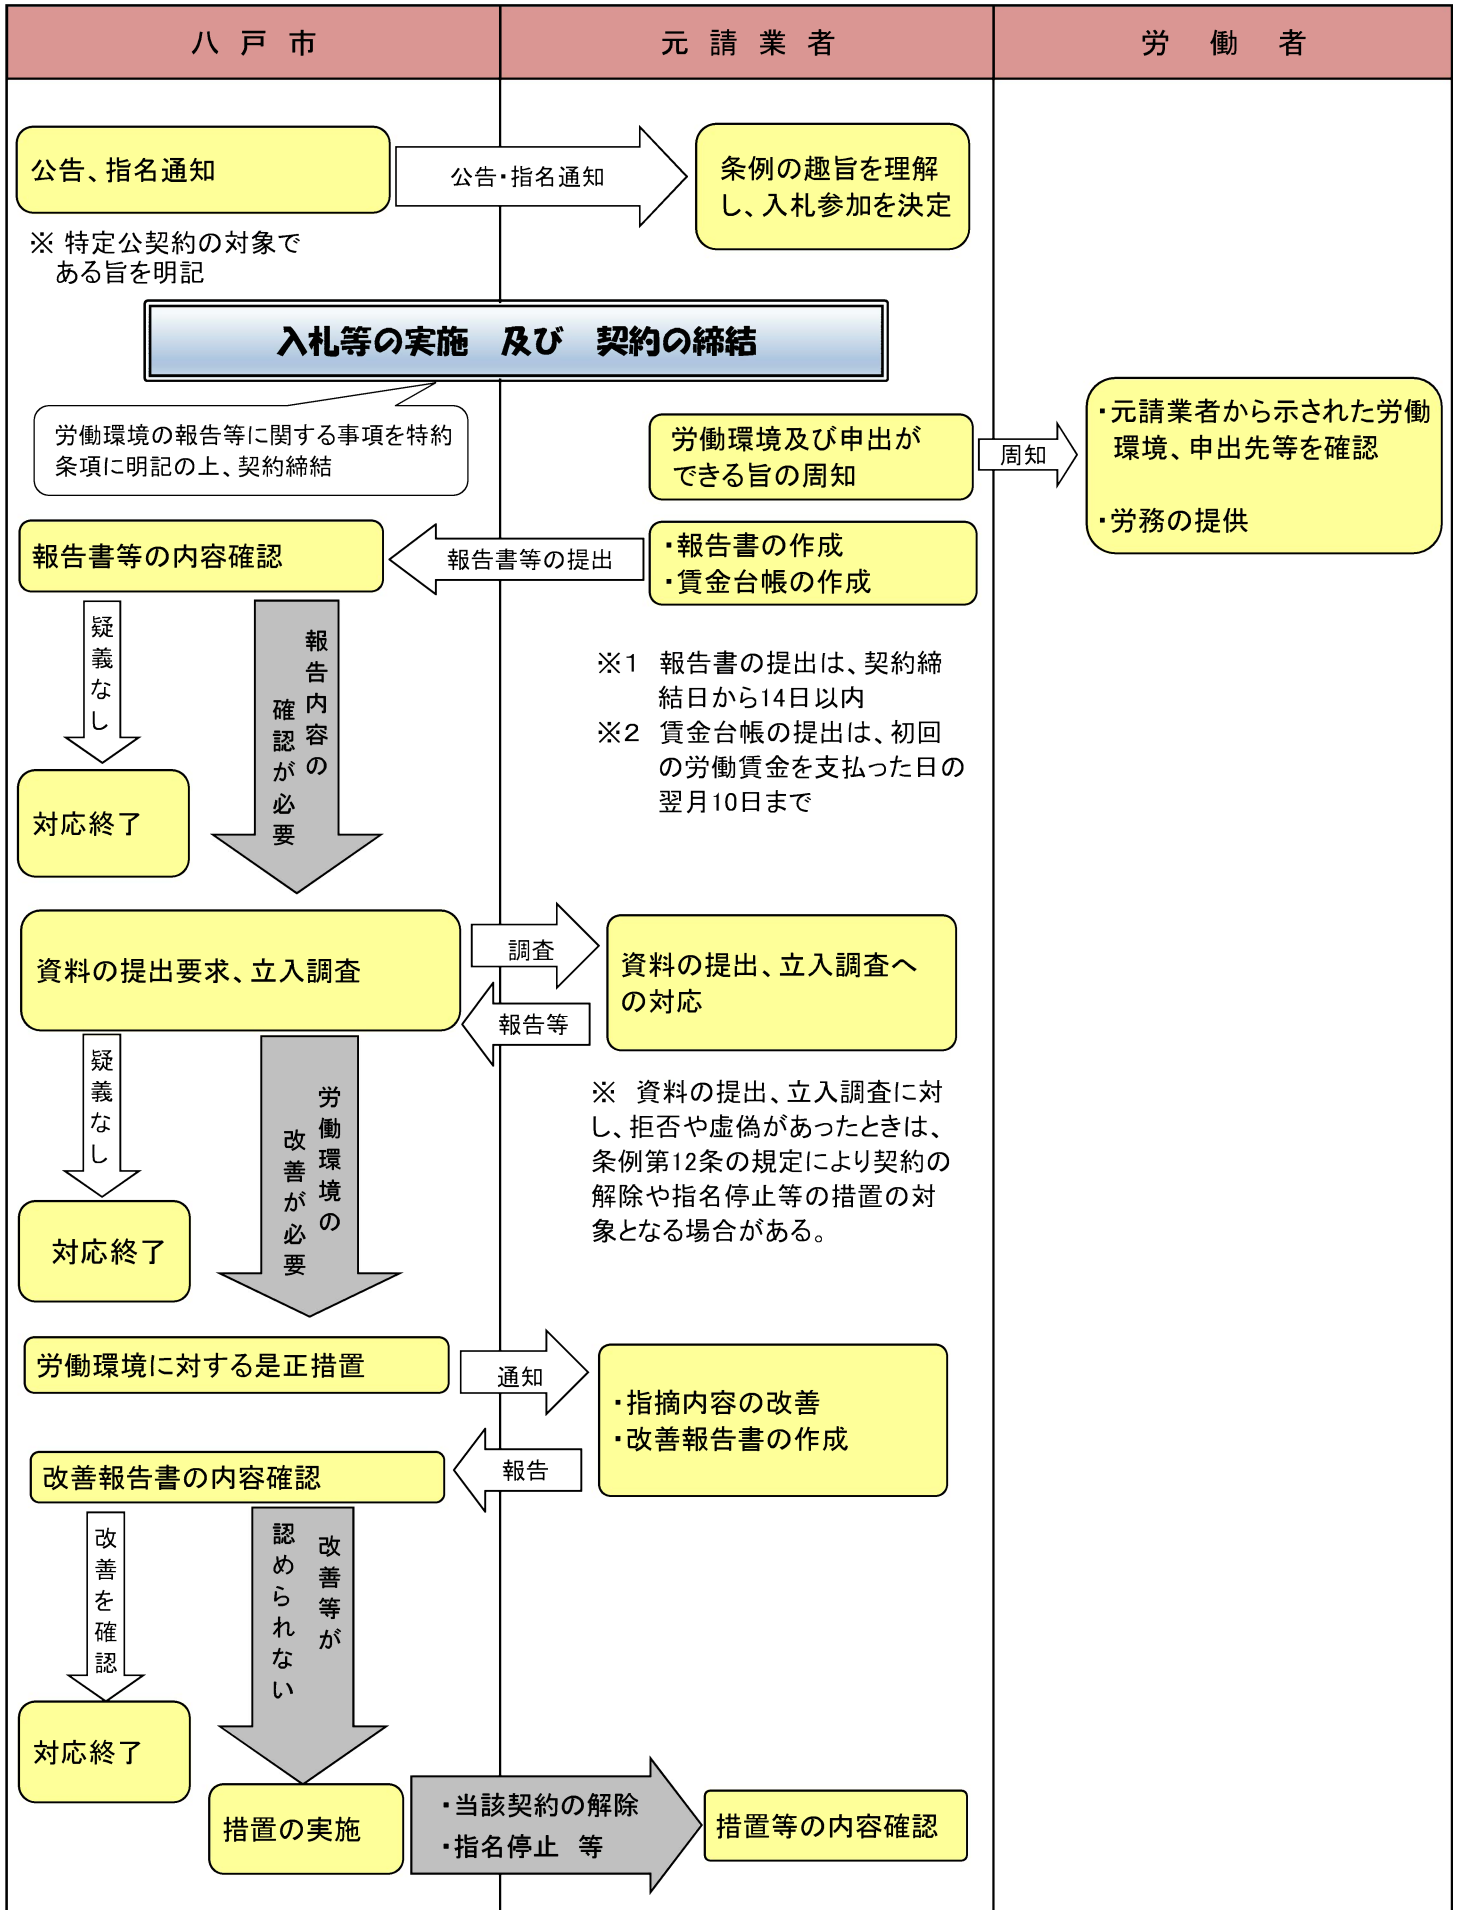 八戸市
元請業者
労働者
公告、指名通知
公告・指名通知
条例の趣旨を理解
し、入札参加を決定
※ 特定公契約の対象で
ある旨を明記
入札等の実施　及び　契約の締結
労働環境の報告等に関する事項を特約
条項に明記の上、契約締結
労働環境及び申出が
できる旨の周知
周知
・元請業者から示された労働
環境、申出先等を確認
・労務の提供
報告書等の内容確認
報告書等の提出
・報告書の作成
・賃金台帳の作成
疑義なし
報告内容の
確認が必要
※1　報告書の提出は、契約締
結日から14日以内
※2　賃金台帳の提出は、初回
の労働賃金を支払った日の
翌月10日まで
対応終了
資料の提出要求、立入調査
調査
報告等
資料の提出、立入調査へ
の対応
疑義なし
労働環境の
改善が必要
※　資料の提出、立入調査に対
し、拒否や虚偽があったときは、
条例第12条の規定により契約の
解除や指名停止等の措置の対
象となる場合がある。
対応終了
労働環境に対する是正措置
通知
・指摘内容の改善
・改善報告書の作成
報告
改善報告書の内容確認
改善を確認
改善等が
認められない
対応終了
措置の実施
・当該契約の解除
・指名停止　等
措置等の内容確認